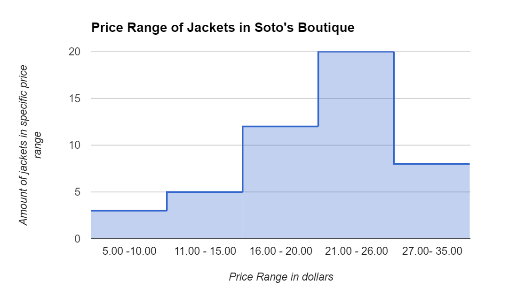 Price Range of Jackets in Soto's Boutique
Amount of jackets in specific price
range
20
15
10
5
0
5.00 -10.00
11.00 - 15.00
16.00 - 20.00
21.00 - 26.00
27.00- 35.00
Price Range in dollars